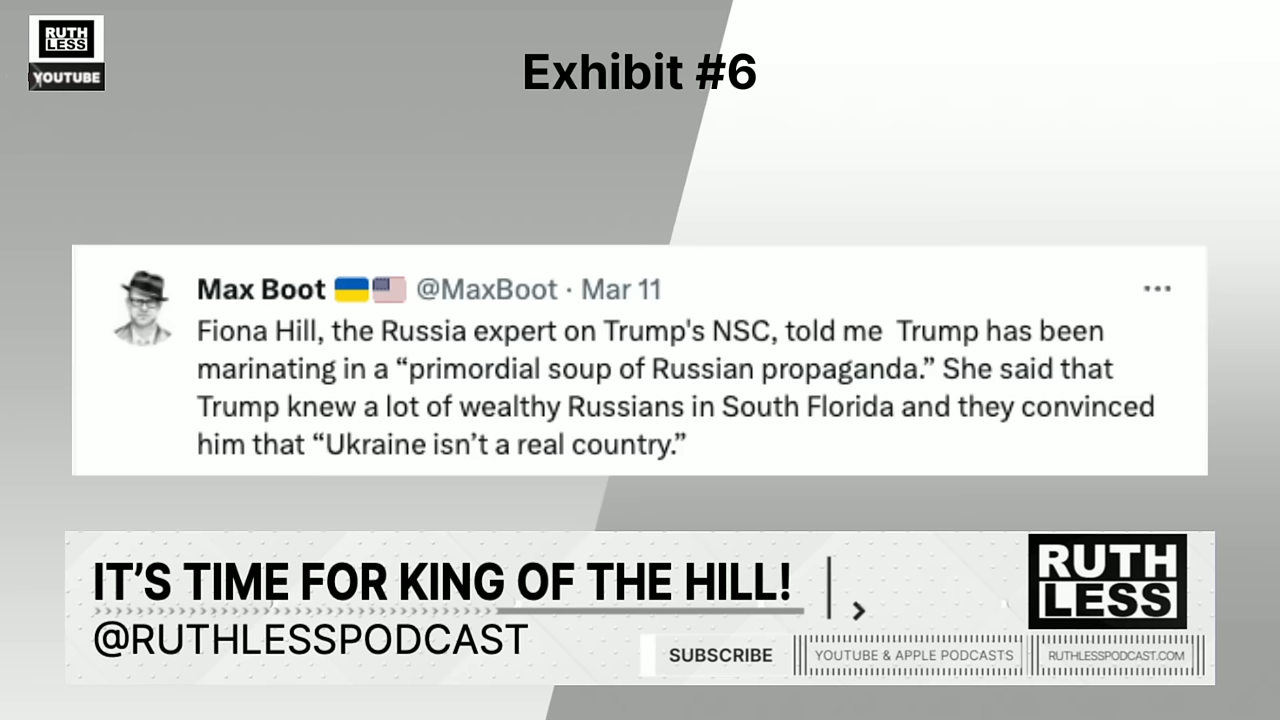 RUTH
LESS
YOUTUBE
Exhibit #6
Max Boot 🇺🇦🇺🇸 @MaxBoot · Mar 11
Fiona Hill, the Russia expert on Trump's NSC, told me  Trump has been
marinating in a “primordial soup of Russian propaganda.” She said that
Trump knew a lot of wealthy Russians in South Florida and they convinced
him that “Ukraine isn’t a real country.”
IT’S TIME FOR KING OF THE HILL!
@RUTHLESSPODCAST
RUTH
LESS
SUBSCRIBE
YOUTUBE & APPLE PODCASTS
RUTHLESSPODCAST.COM